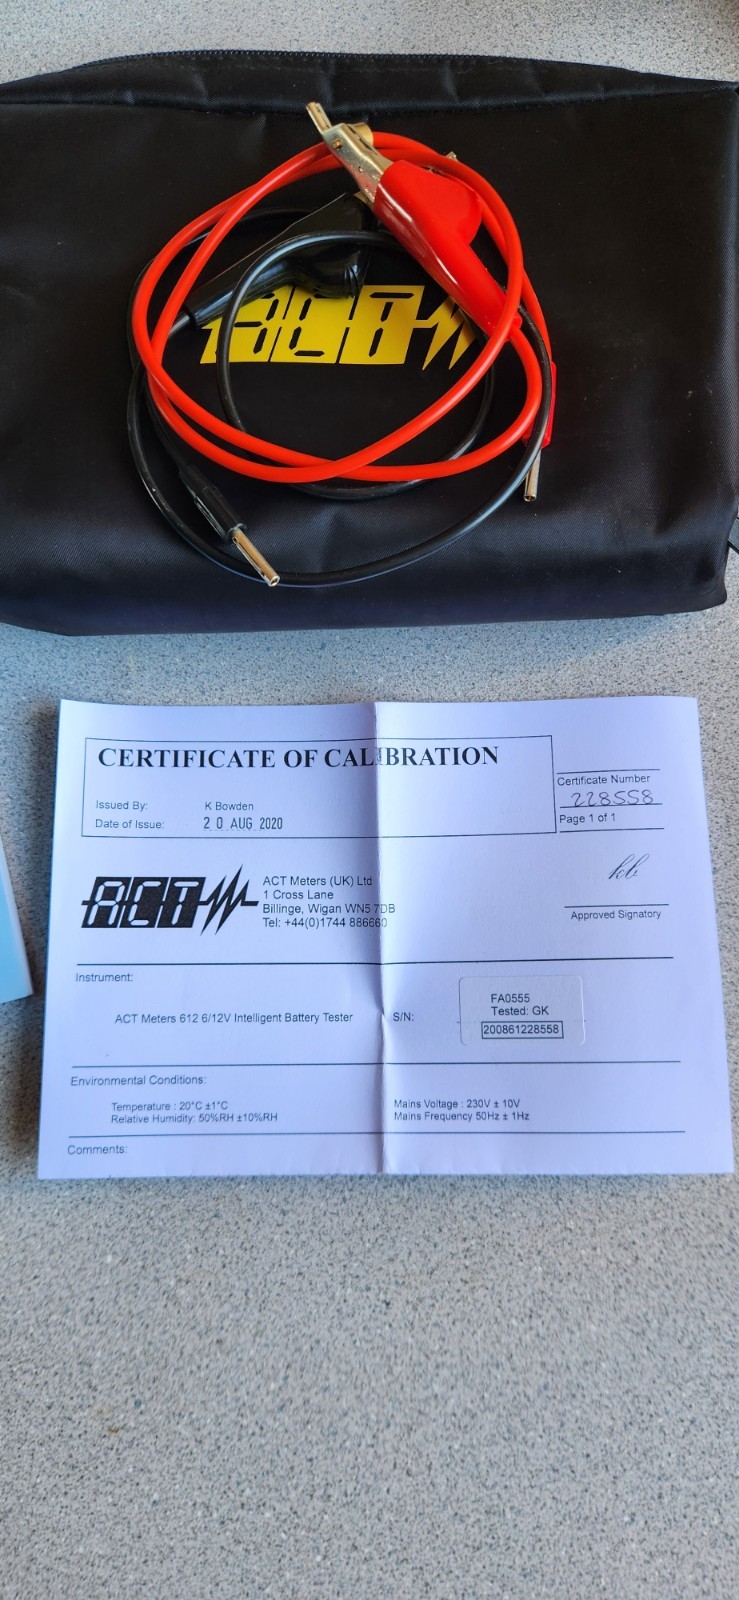 ACT
CERTIFICATE OF CALIBRATION
Issued By: K Bowden
Date of Issue: 20 AUG 2020
Certificate Number
228558
Page 1 of 1
kb
Approved Signatory
ACT
ACT Meters (UK) Ltd
1 Cross Lane
Billinge, Wigan WN5 7DB
Tel: +44(0)1744 886660
Instrument:
ACT Meters 612 6/12V Intelligent Battery Tester
S/N:
FA0555
Tested: GK
200861228558
Environmental Conditions:
Temperature : 20°C ±1°C
Relative Humidity: 50%RH ±10%RH
Mains Voltage : 230V ± 10V
Mains Frequency 50Hz ± 1Hz
Comments: